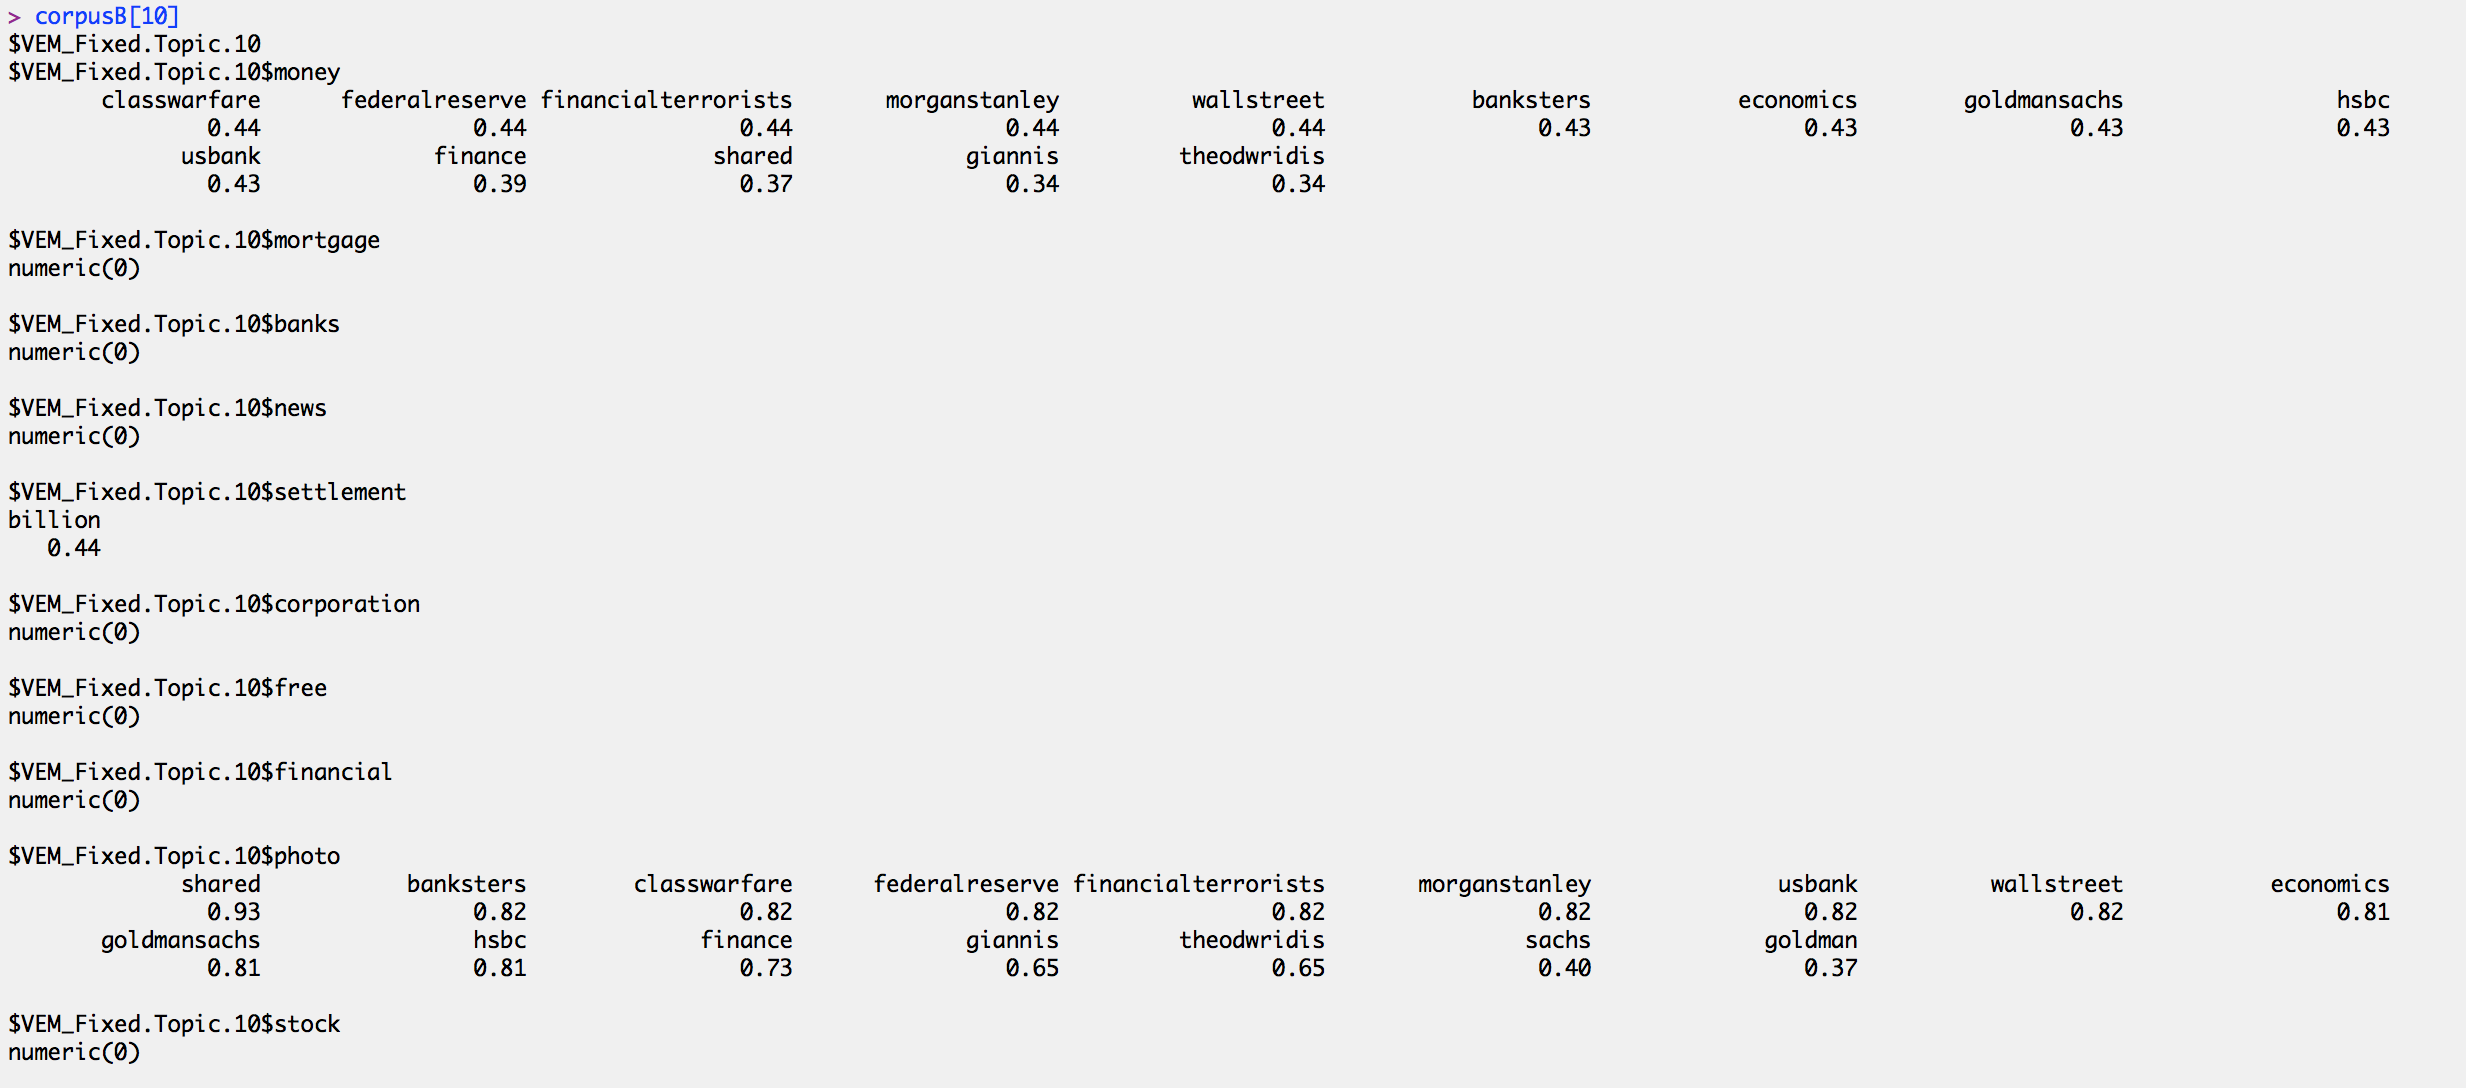 > corpusB[10]
$VEM_Fixed.Topic.10
$VEM_Fixed.Topic.10$money
classwarfare federalreserve financialterrorists morganstanley wallstreet banksters economics goldmansachs hsbc
0.44 0.44 0.44 0.44 0.44 0.43 0.43 0.43 0.43
usbank finance shared giannis theodwridis
0.43 0.39 0.37 0.34 0.34
$VEM_Fixed.Topic.10$mortgage
numeric(0)
$VEM_Fixed.Topic.10$banks
numeric(0)
$VEM_Fixed.Topic.10$news
numeric(0)
$VEM_Fixed.Topic.10$settlement
billion
0.44
$VEM_Fixed.Topic.10$corporation
numeric(0)
$VEM_Fixed.Topic.10$free
numeric(0)
$VEM_Fixed.Topic.10$financial
numeric(0)
$VEM_Fixed.Topic.10$photo
shared banksters classwarfare federalreserve financialterrorists morganstanley usbank wallstreet economics
0.93 0.82 0.82 0.82 0.82 0.82 0.82 0.82 0.81
goldmansachs hsbc finance giannis theodwridis sachs goldman
0.81 0.81 0.73 0.65 0.65 0.40 0.37
$VEM_Fixed.Topic.10$stock
numeric(0)